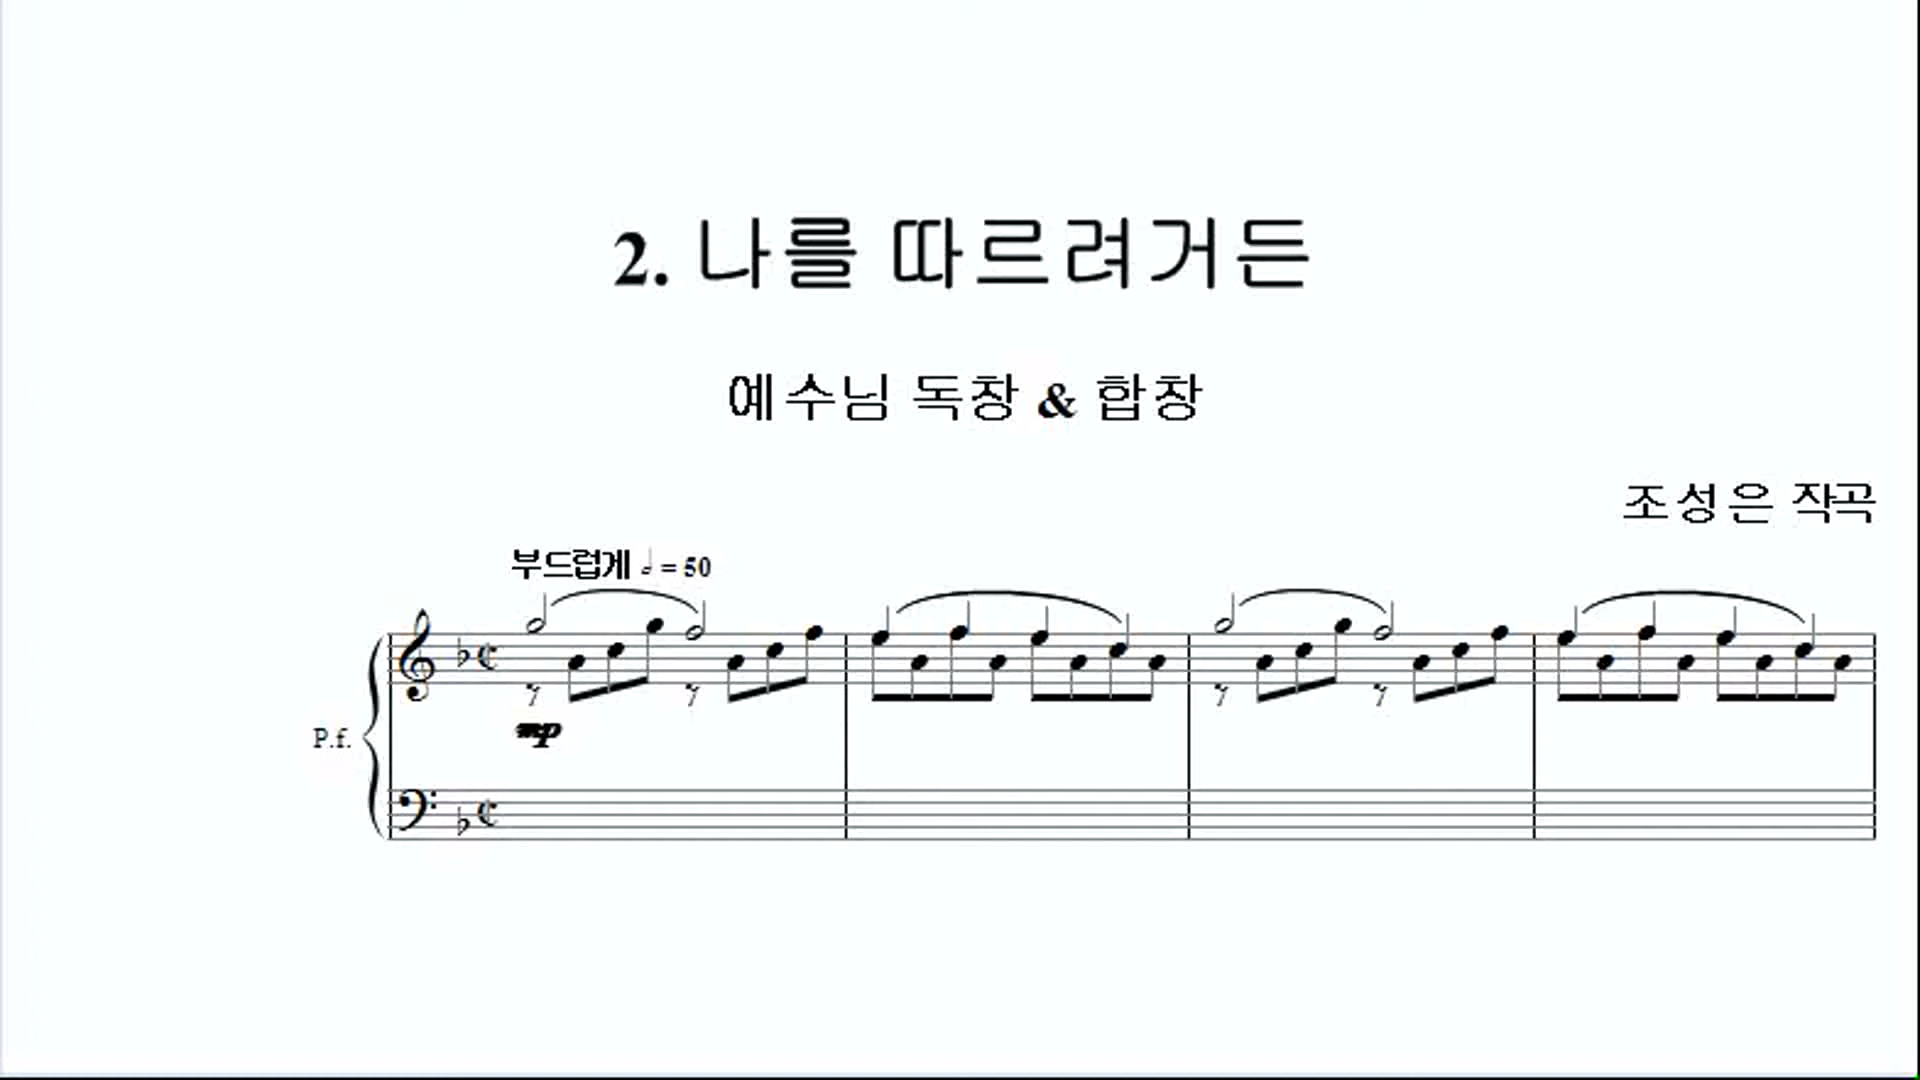 2. 나를 따르려거든
예수님 독창 & 합창
조성은 작곡
부드럽게 𝅗𝅥 = 50
mp
P.f.